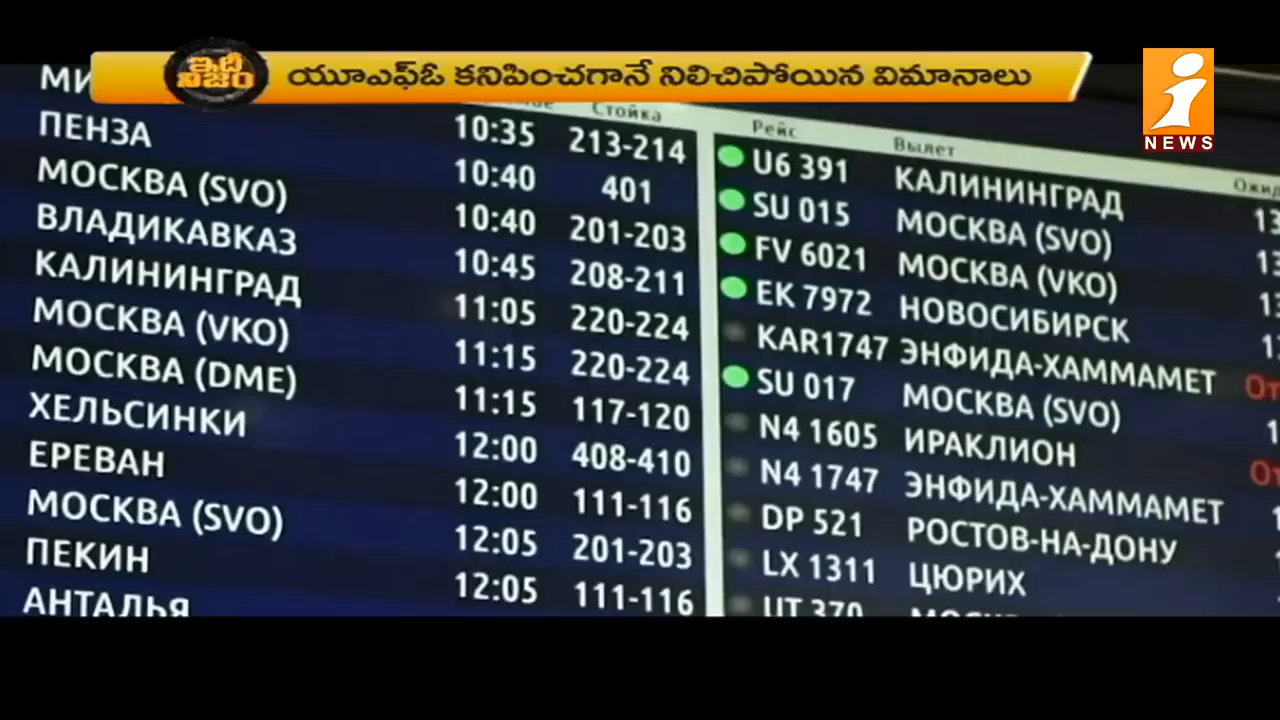 ఇదీ
నిజం
యూఎఫ్ఓ కనిపించగానే నిలిచిపోయిన విమానాలు
i
NEWS
МИ
Стойка
ПЕНЗА 10:35 213-214
МОСКВА (SVO) 10:40 401
ВЛАДИКАВКАЗ 10:40 201-203
КАЛИНИНГРАД 10:45 208-211
МОСКВА (VKO) 11:05 220-224
МОСКВА (DME) 11:15 220-224
ХЕЛЬСИНКИ 11:15 117-120
ЕРЕВАН 12:00 408-410
МОСКВА (SVO) 12:00 111-116
ПЕКИН 12:05 201-203
АНТАЛЬЯ 12:05 111-116
Рейс Вылет
U6 391 КАЛИНИНГРАД
SU 015 МОСКВА (SVO)
FV 6021 МОСКВА (VKO)
EK 7972 НОВОСИБИРСК
KAR1747 ЭНФИДА-ХАММАМЕТ
SU 017 МОСКВА (SVO)
N4 1605 ИРАКЛИОН
N4 1747 ЭНФИДА-ХАММАМЕТ
DP 521 РОСТОВ-НА-ДОНУ
LX 1311 ЦЮРИХ
UT 370